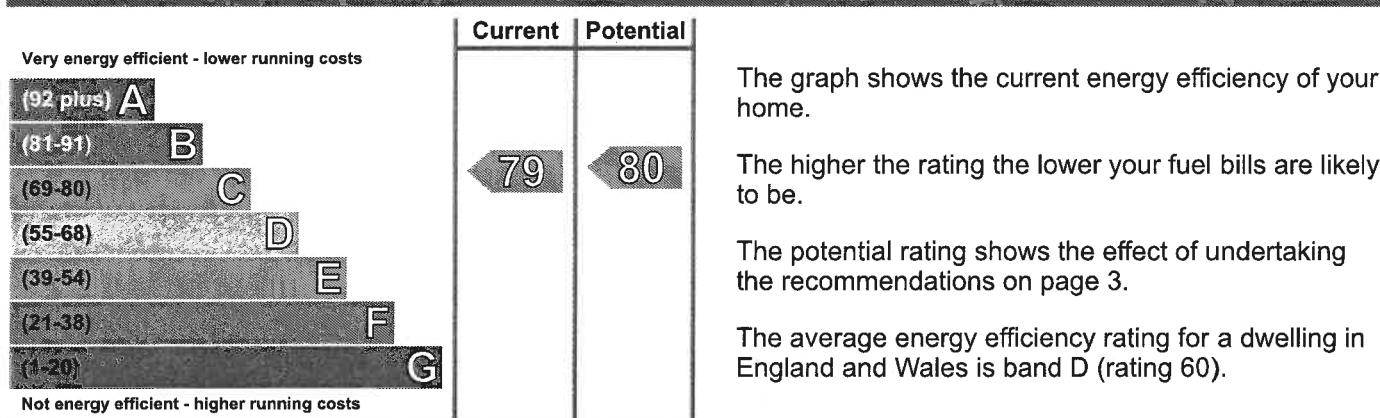 Current Potential
Very energy efficient - lower running costs
(92 plus) A
(81-91) B
(69-80) C
(55-68) D
(39-54) E
(21-38) F
(1-20) G
Not energy efficient - higher running costs
79 80
The graph shows the current energy efficiency of your
home.
The higher the rating the lower your fuel bills are likely
to be.
The potential rating shows the effect of undertaking
the recommendations on page 3.
The average energy efficiency rating for a dwelling in
England and Wales is band D (rating 60).